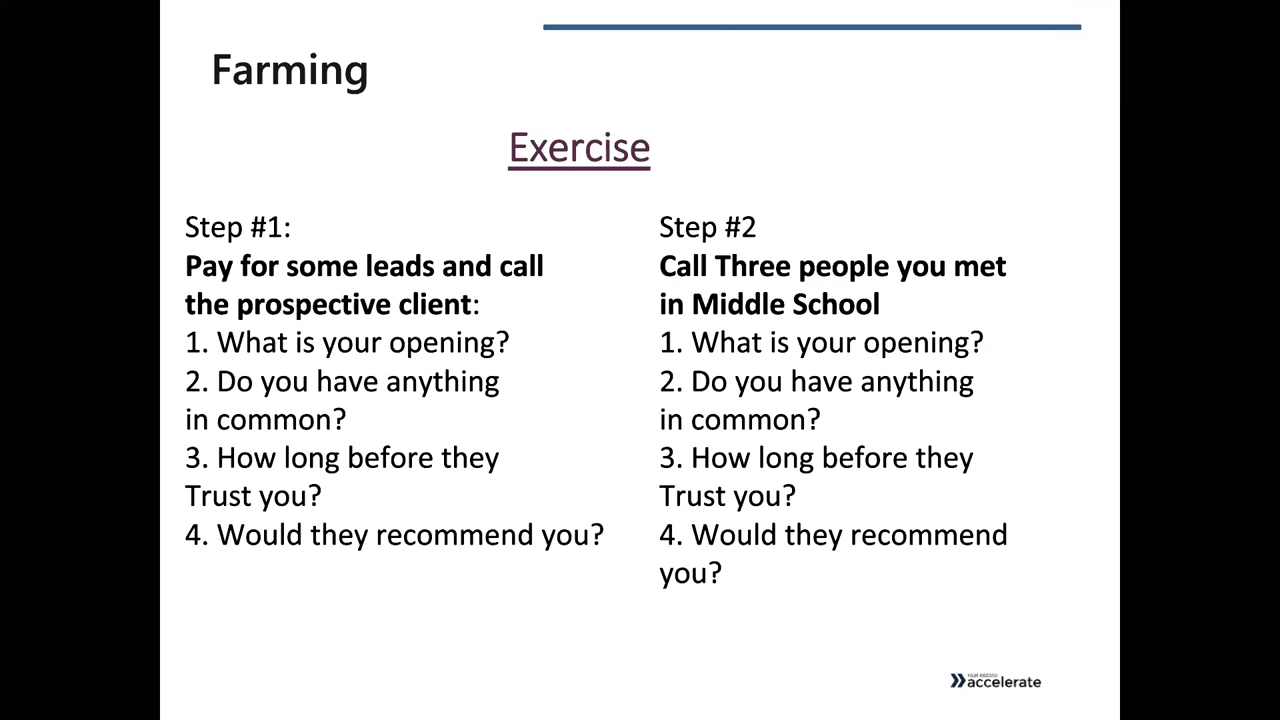 Farming
Exercise
Step #1:
Pay for some leads and call
the prospective client:
1. What is your opening?
2. Do you have anything
in common?
3. How long before they
Trust you?
4. Would they recommend you?
Step #2
Call Three people you met
in Middle School
1. What is your opening?
2. Do you have anything
in common?
3. How long before they
Trust you?
4. Would they recommend
you?
real estate
accelerate